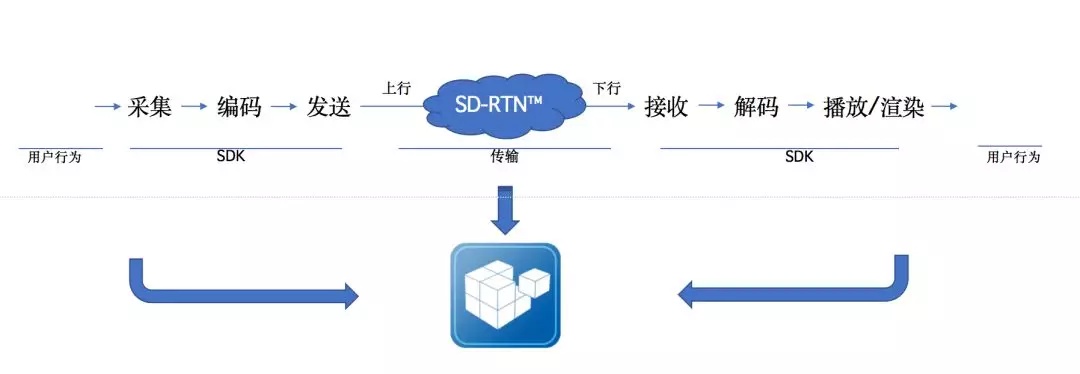 上行
下行
采集
编码
发送
SD-RTN™
接收
解码
播放/渲染
用户行为
SDK
传输
SDK
用户行为